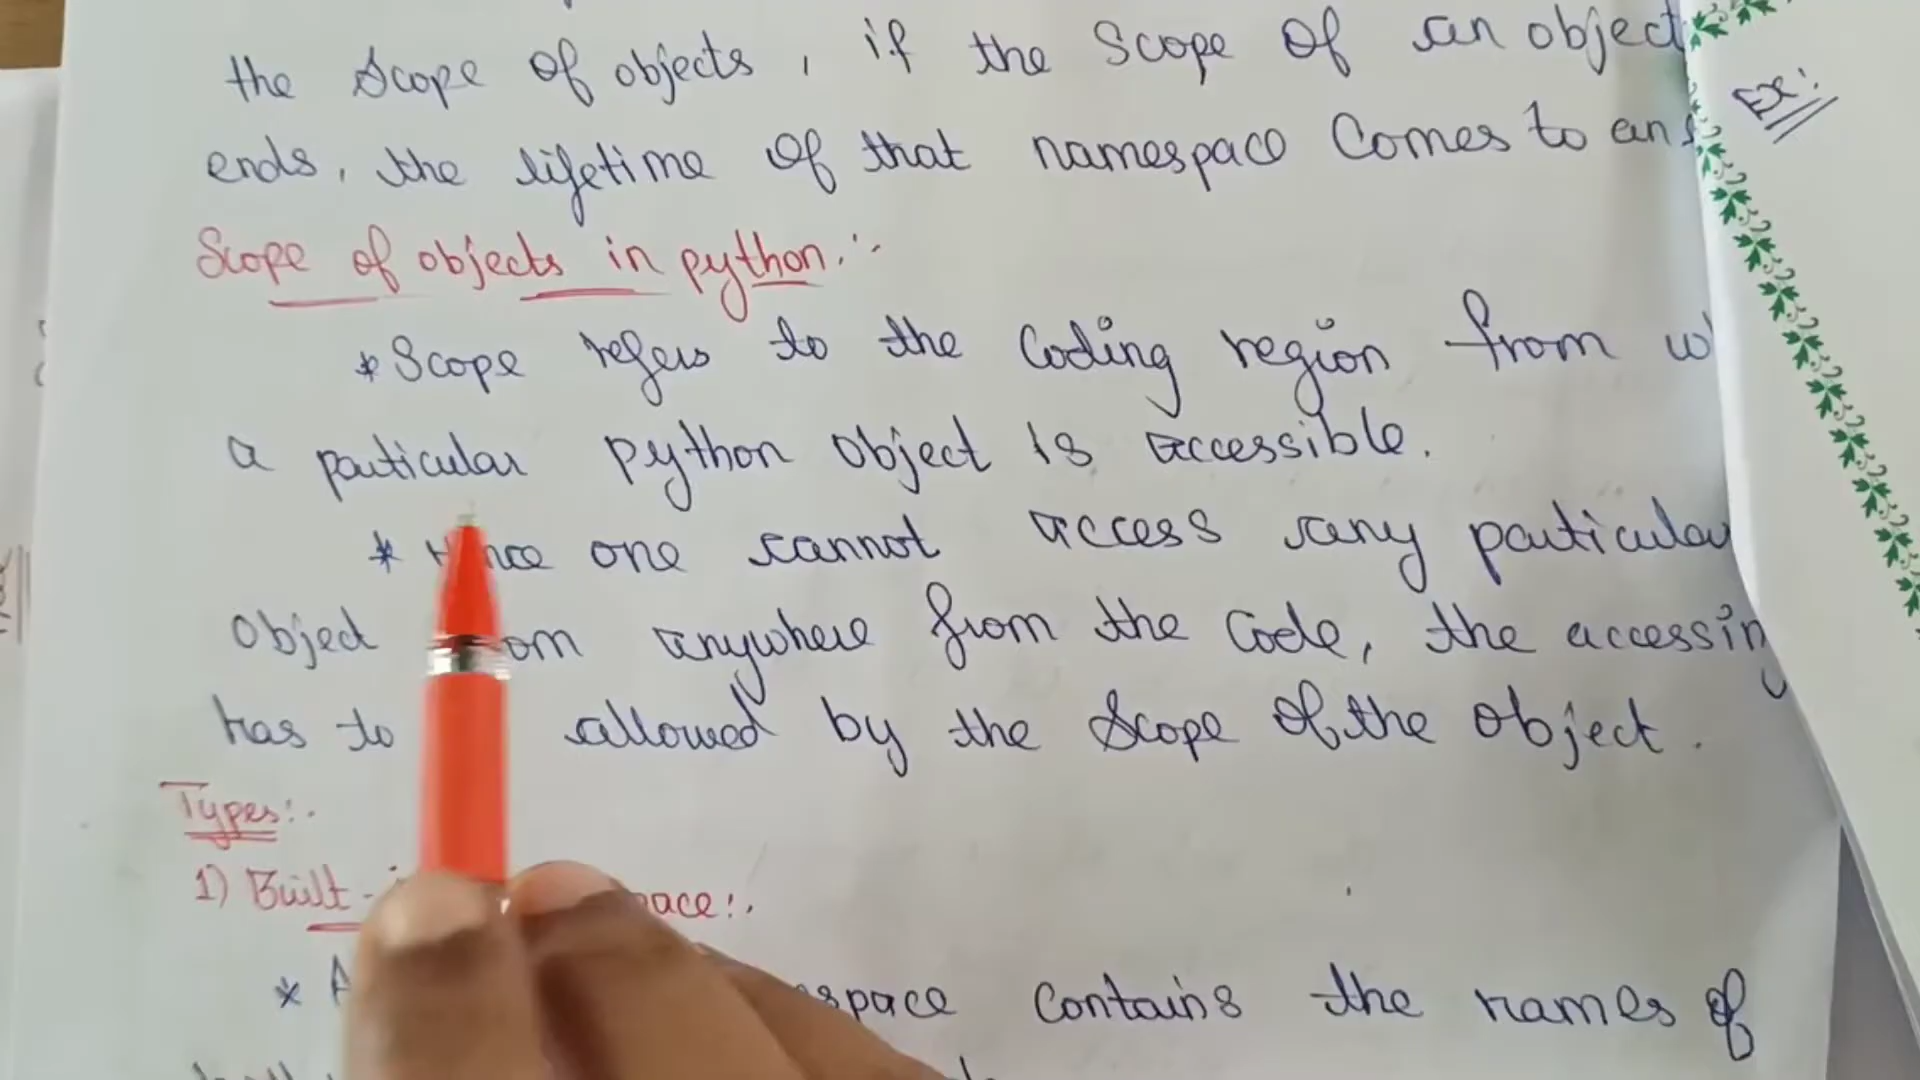 the Scope of objects, if the Scope Of an object
ends, the lifetime Of that namespace Comes to an
Scope of objects in python:-
* Scope refers to the Coding region from
a particular python object is accessible.
* Hence one cannot access any particular
object anywhere from the Code, the accessing
has to allowed by the Scope Of the object.
Types:-
1) Built -
contains the names of
Ex: